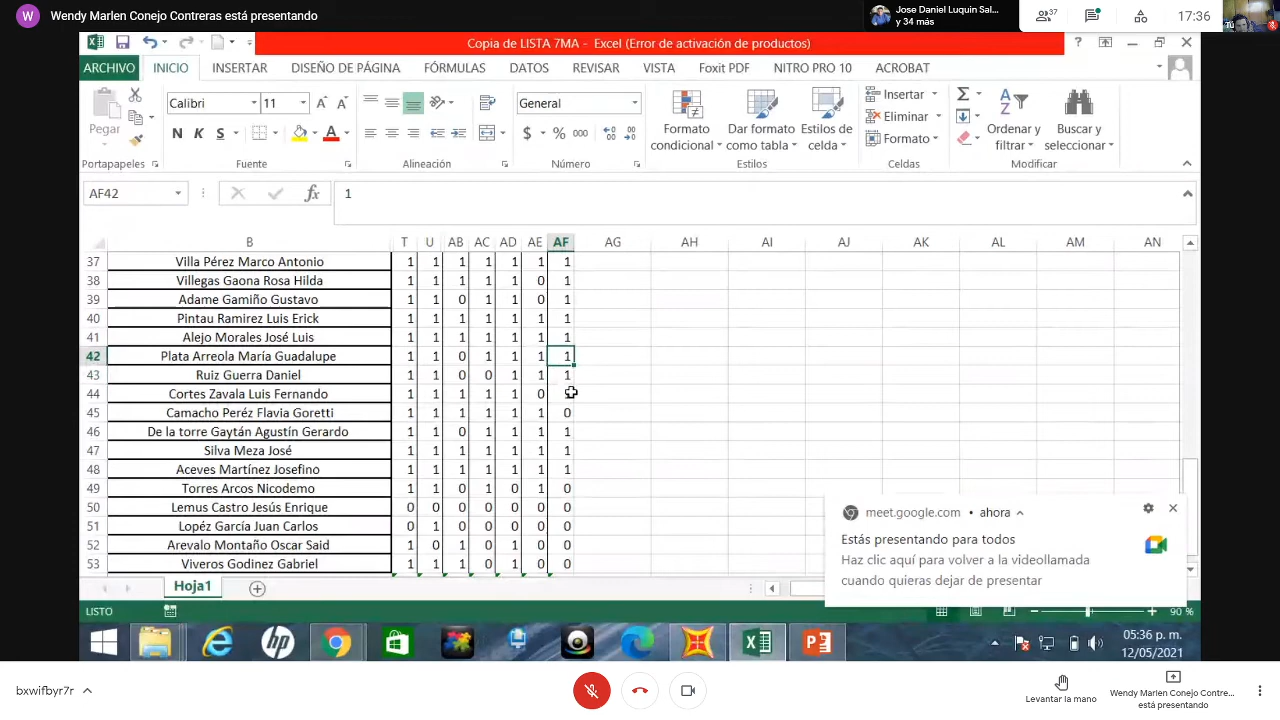 W Wendy Marlen Conejo Contreras está presentando
Jose Daniel Luquin Sal...
y 34 más
37
17:36
Copia de LISTA 7MA - Excel (Error de activación de productos)
ARCHIVO INICIO INSERTAR DISEÑO DE PÁGINA FÓRMULAS DATOS REVISAR VISTA Foxit PDF NITRO PRO 10 ACROBAT
Pegar
Calibri 11
N K S
General
$ % 000
Formato condicional
Dar formato como tabla
Estilos de celda
Insertar
Eliminar
Formato
Ordenar y filtrar
Buscar y seleccionar
Portapapeles Fuente Alineación Número Estilos Celdas Modificar
AF42 fx 1
B T U AB AC AD AE AF AG AH AI AJ AK AL AM AN
37 Villa Pérez Marco Antonio 1 1 1 1 1 1 1
38 Villegas Gaona Rosa Hilda 1 1 1 1 1 0 1
39 Adame Gamiño Gustavo 1 1 0 1 1 0 1
40 Pintau Ramirez Luis Erick 1 1 1 1 1 1 1
41 Alejo Morales José Luis 1 1 1 1 1 1 1
42 Plata Arreola María Guadalupe 1 1 0 1 1 1 1
43 Ruiz Guerra Daniel 1 1 0 0 1 1 1
44 Cortes Zavala Luis Fernando 1 1 1 1 1 0
45 Camacho Peréz Flavia Goretti 1 1 1 1 1 1 0
46 De la torre Gaytán Agustín Gerardo 1 1 0 1 1 1 1
47 Silva Meza José 1 1 1 1 1 1 1
48 Aceves Martínez Josefino 1 1 1 1 1 1 1
49 Torres Arcos Nicodemo 1 1 0 1 0 1 0
50 Lemus Castro Jesús Enrique 0 0 0 0 0 0 0
51 Lopéz García Juan Carlos 0 1 0 0 0 0 0
52 Arevalo Montaño Oscar Said 1 0 1 0 1 0 0
53 Viveros Godinez Gabriel 1 1 1 0 1 0 0
meet.google.com • ahora
Estás presentando para todos
Haz clic aquí para volver a la videollamada
cuando quieras dejar de presentar
Hoja1
LISTO
90 %
05:36 p. m.
12/05/2021
bxwifbyr7r
Levantar la mano
Wendy Marlen Conejo Contre...
está presentando